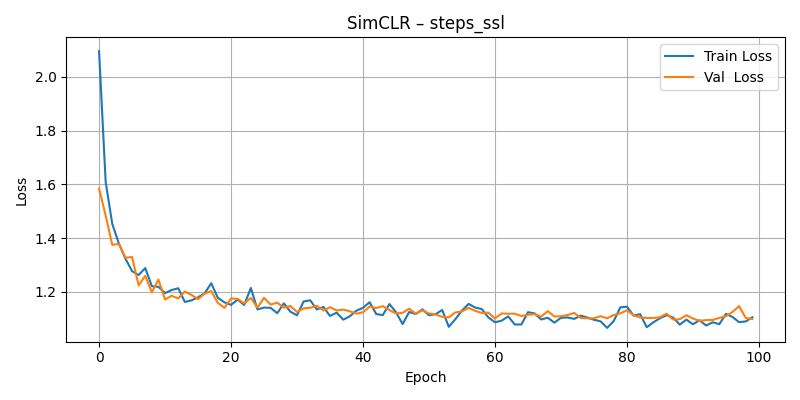 SimCLR – steps_ssl
Train Loss
Val  Loss
2.0
1.8
1.6
1.4
1.2
Loss
0 20 40 60 80 100
Epoch